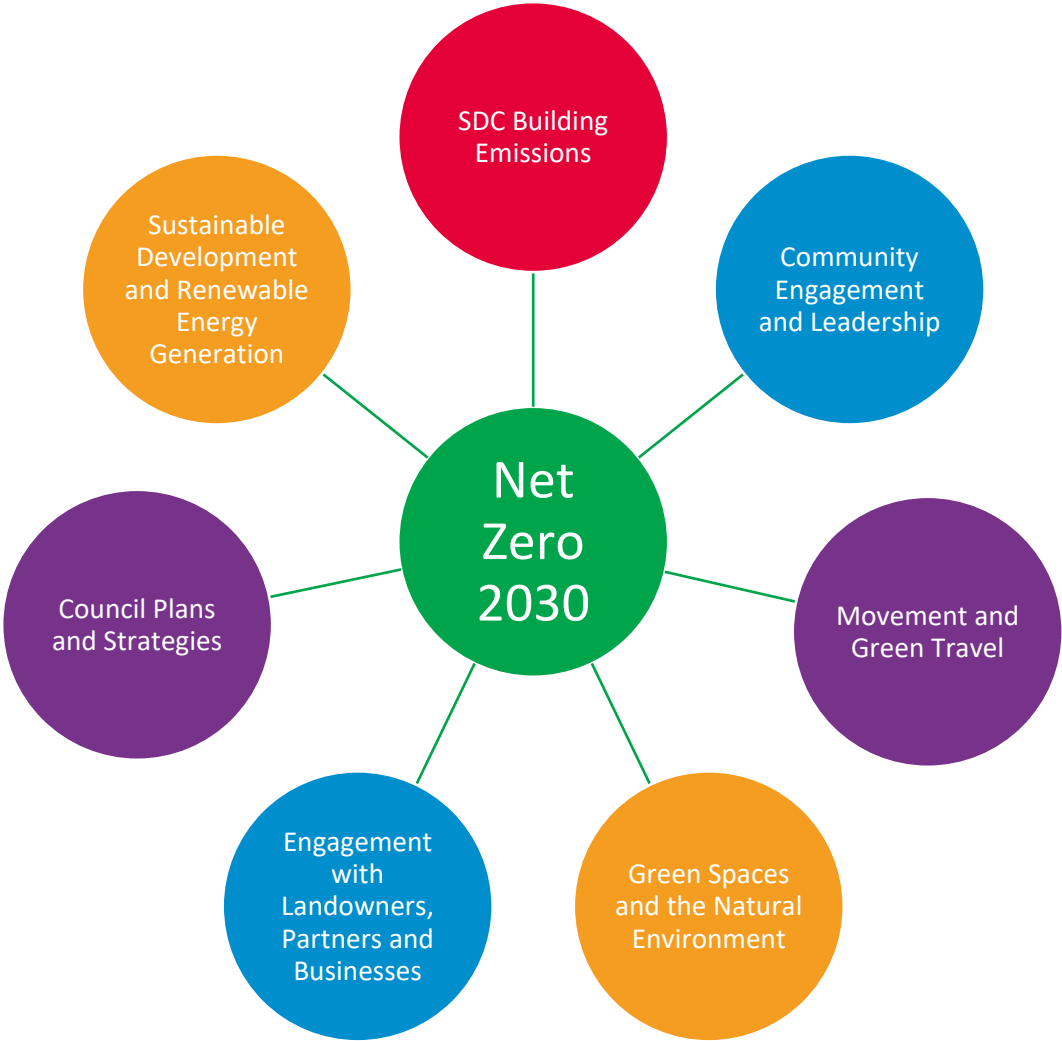 SDC Building
Emissions
Community
Engagement
and Leadership
Movement and
Green Travel
Green Spaces
and the Natural
Environment
Engagement
with
Landowners,
Partners and
Businesses
Council Plans
and Strategies
Sustainable
Development
and Renewable
Energy
Generation
Net
Zero
2030